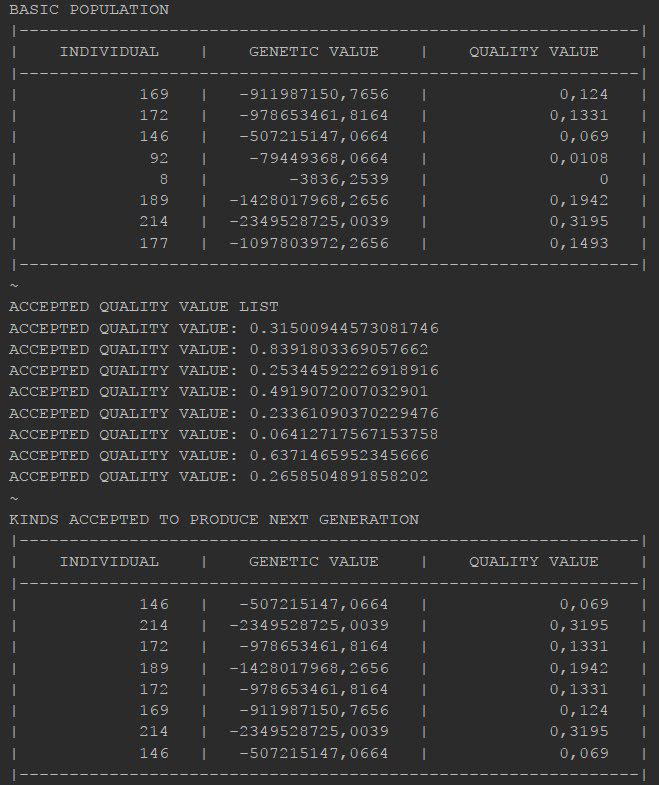 BASIC POPULATION
|---------------------------------------------------------------|
| INDIVIDUAL | GENETIC VALUE | QUALITY VALUE |
|---------------------------------------------------------------|
| 169 | -911987150,7656 | 0,124 |
| 172 | -978653461,8164 | 0,1331 |
| 146 | -507215147,0664 | 0,069 |
| 92 | -79449368,0664 | 0,0108 |
| 8 | -3836,2539 | 0 |
| 189 | -1428017968,2656 | 0,1942 |
| 214 | -2349528725,0039 | 0,3195 |
| 177 | -1097803972,2656 | 0,1493 |
|---------------------------------------------------------------|
~
ACCEPTED QUALITY VALUE LIST
ACCEPTED QUALITY VALUE: 0.31500944573081746
ACCEPTED QUALITY VALUE: 0.8391803369057662
ACCEPTED QUALITY VALUE: 0.25344592226918916
ACCEPTED QUALITY VALUE: 0.4919072007032901
ACCEPTED QUALITY VALUE: 0.23361090370229476
ACCEPTED QUALITY VALUE: 0.06412717567153758
ACCEPTED QUALITY VALUE: 0.6371465952345666
ACCEPTED QUALITY VALUE: 0.2658504891858202
~
KINDS ACCEPTED TO PRODUCE NEXT GENERATION
|---------------------------------------------------------------|
| INDIVIDUAL | GENETIC VALUE | QUALITY VALUE |
|---------------------------------------------------------------|
| 146 | -507215147,0664 | 0,069 |
| 214 | -2349528725,0039 | 0,3195 |
| 172 | -978653461,8164 | 0,1331 |
| 189 | -1428017968,2656 | 0,1942 |
| 172 | -978653461,8164 | 0,1331 |
| 169 | -911987150,7656 | 0,124 |
| 214 | -2349528725,0039 | 0,3195 |
| 146 | -507215147,0664 | 0,069 |
|---------------------------------------------------------------|